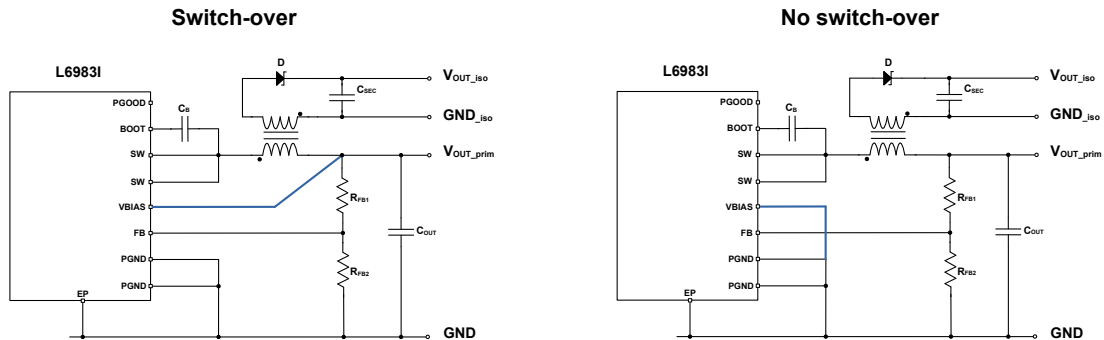 Switch-over
L6983I
PGOOD
BOOT
SW
SW
VBIAS
FB
PGND
PGND
EP
CB
D
CSEC
VOUT_iso
GND_iso
VOUT_prim
RFB1
RFB2
COUT
GND
No switch-over
L6983I
PGOOD
BOOT
SW
SW
VBIAS
FB
PGND
PGND
EP
CB
D
CSEC
VOUT_iso
GND_iso
VOUT_prim
RFB1
RFB2
COUT
GND